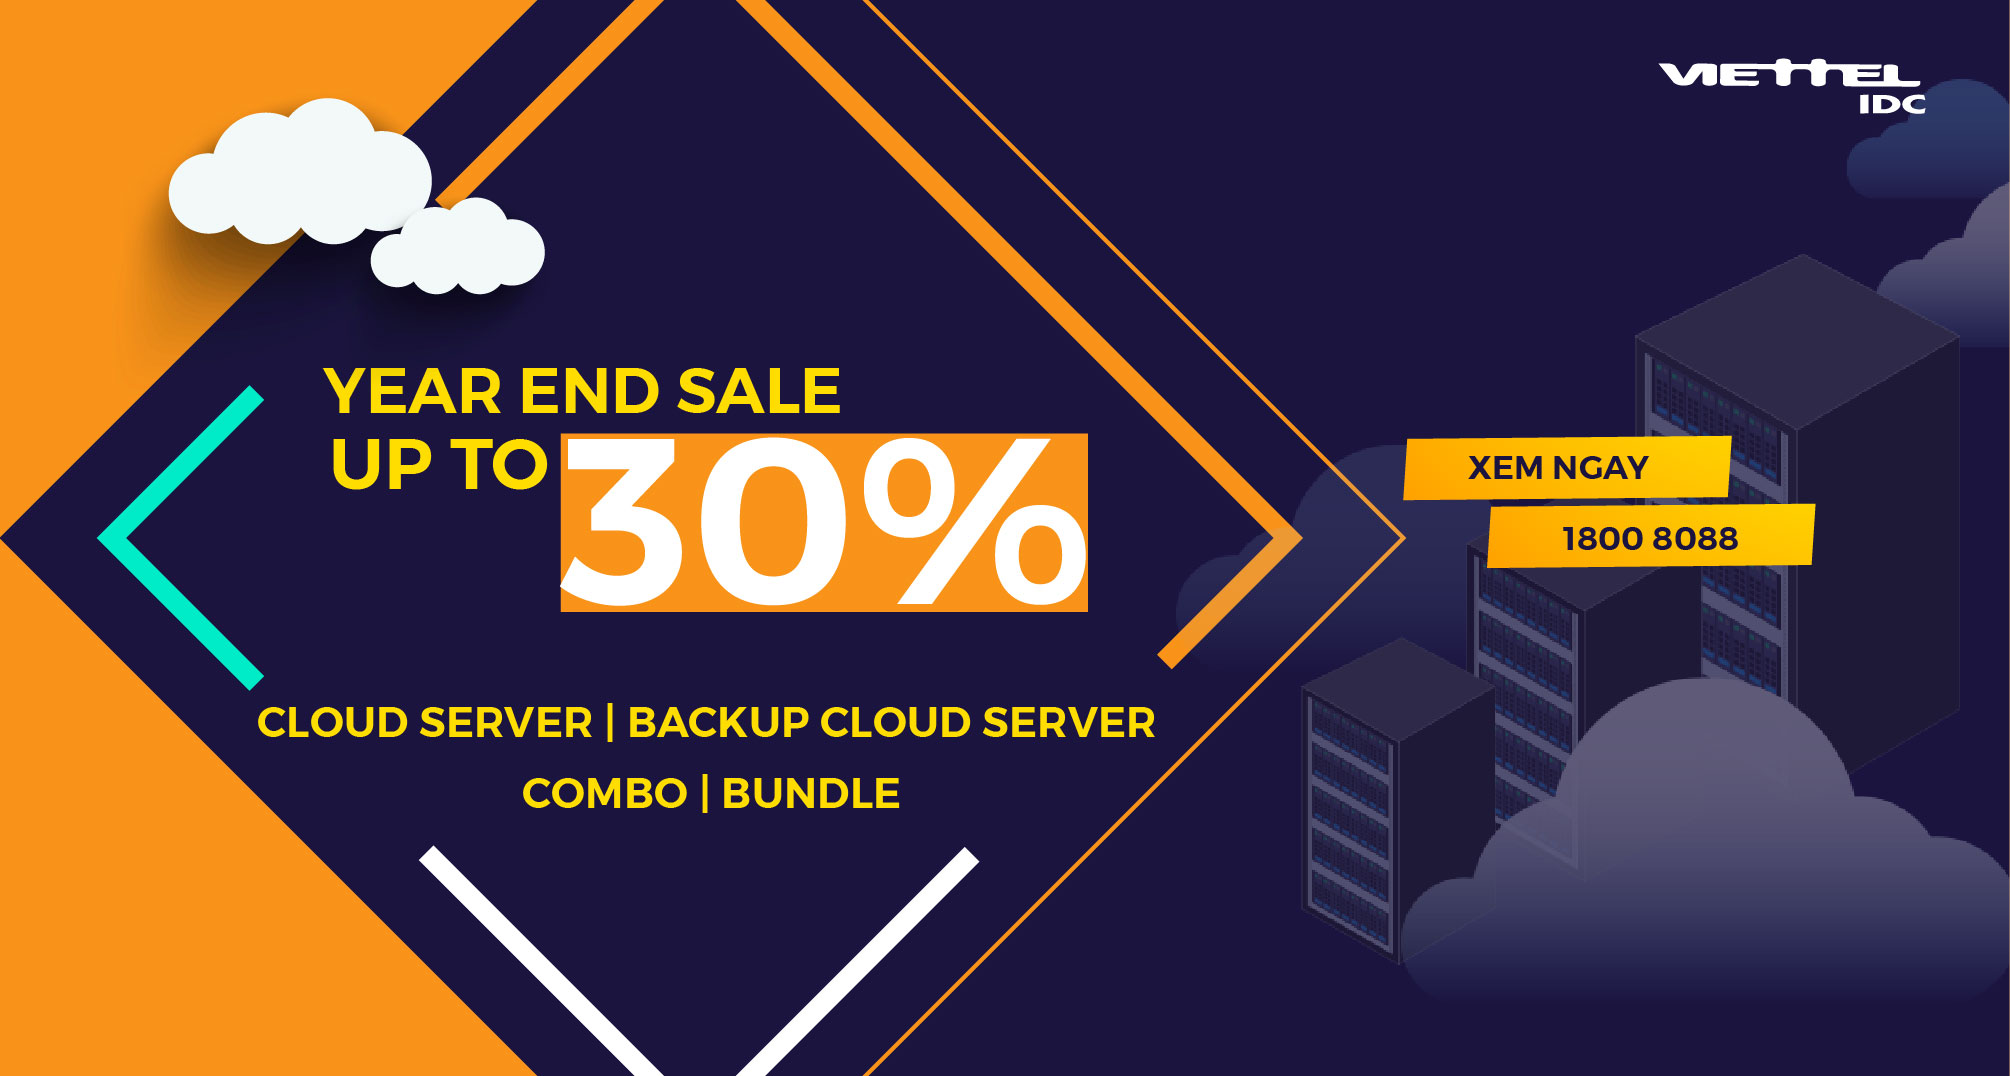 VIETTEL
IDC
YEAR END SALE
UP TO 30%
CLOUD SERVER | BACKUP CLOUD SERVER
COMBO | BUNDLE
XEM NGAY
1800 8088